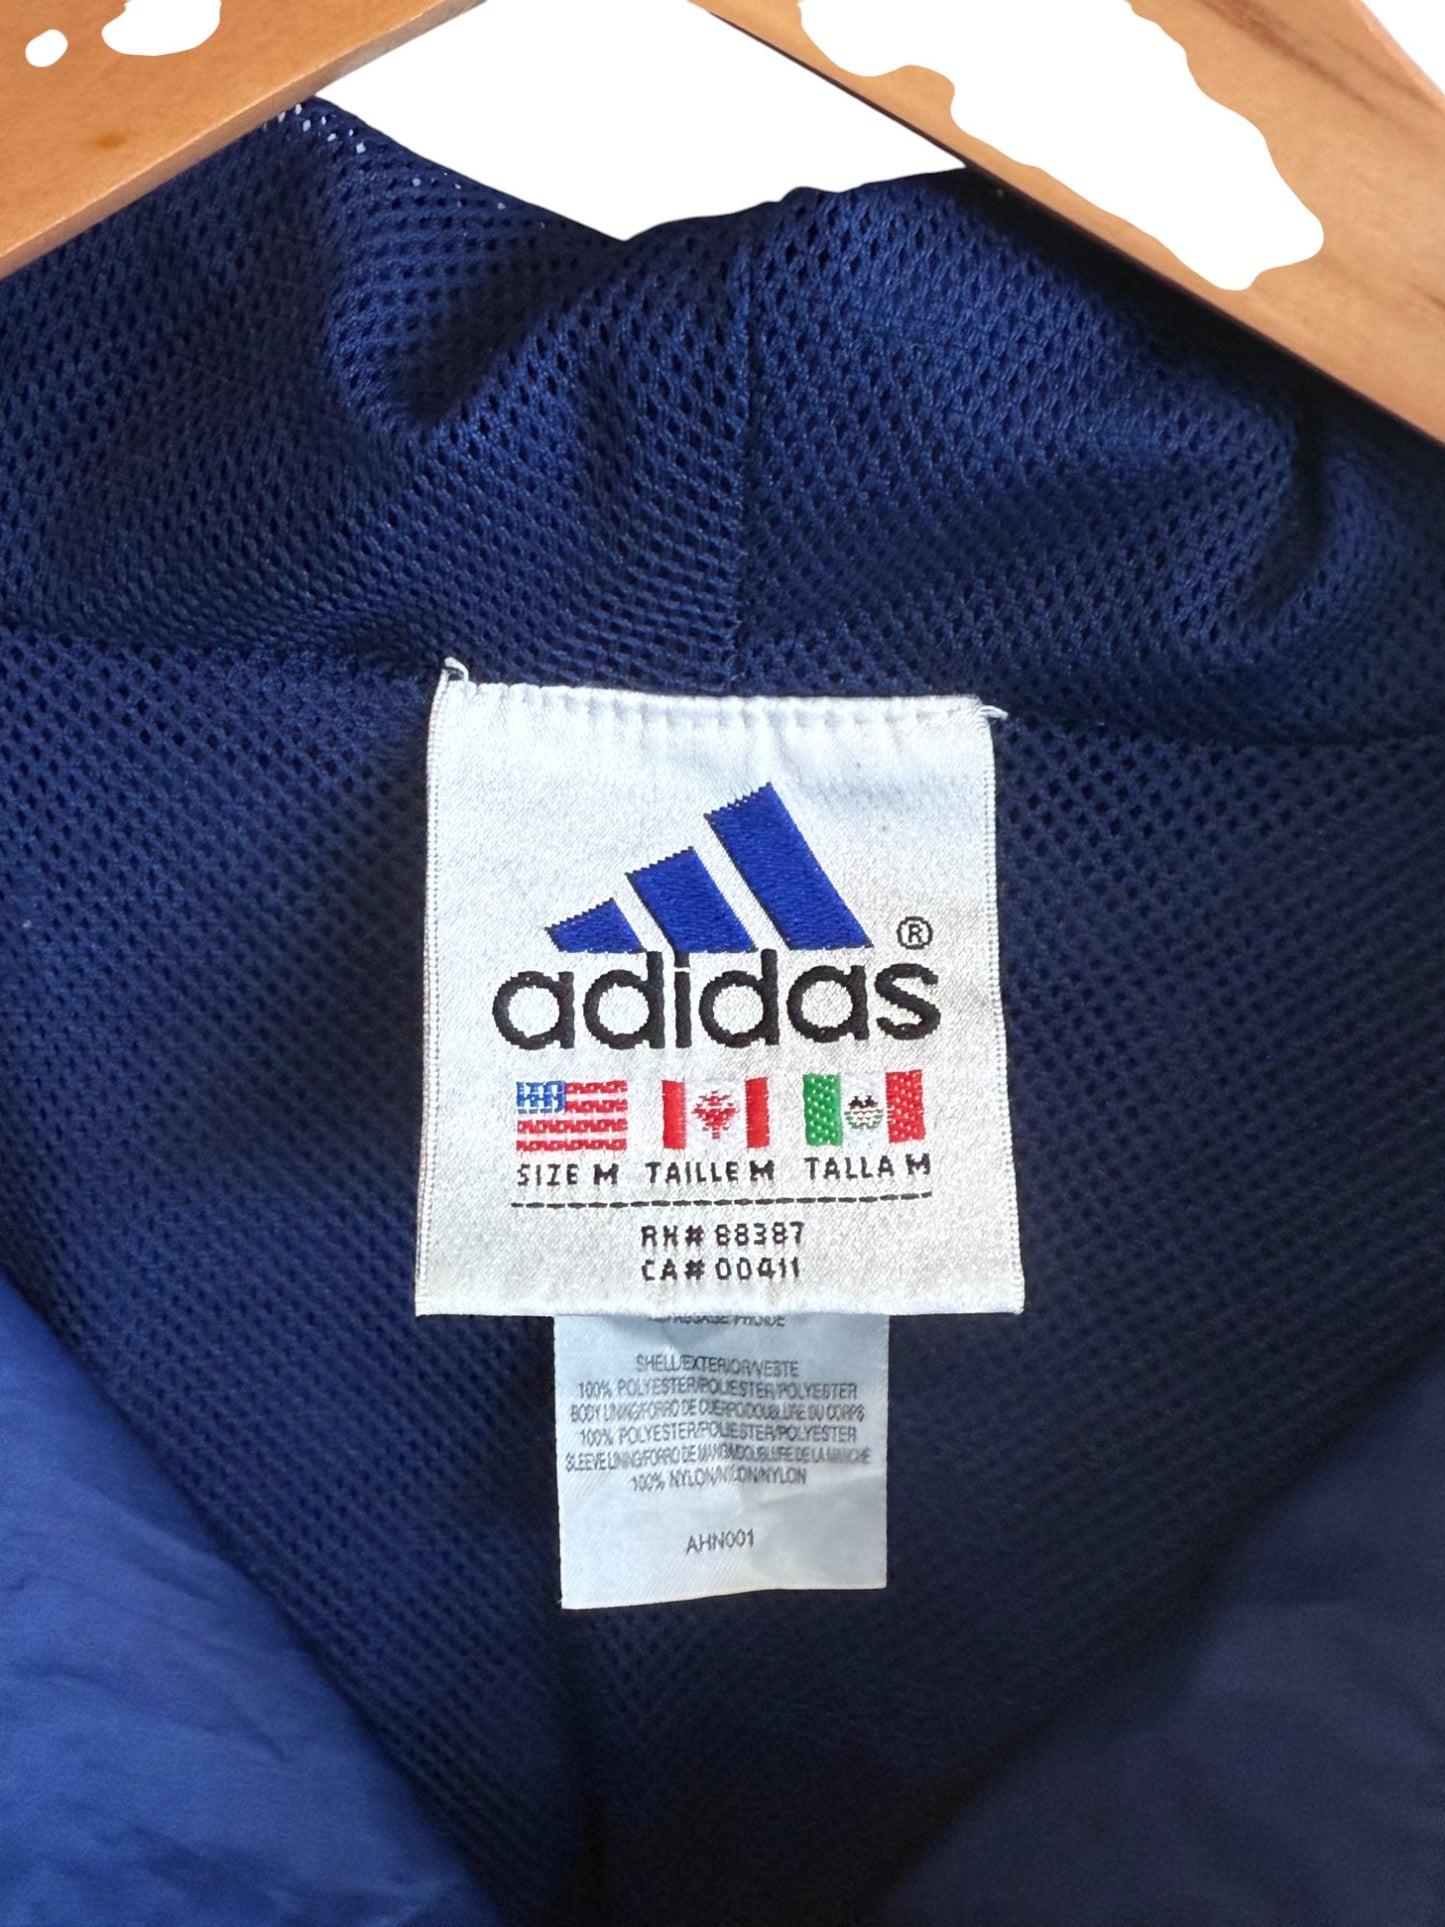 adidas®
SIZE M TAILLE M TALLA M
RN# 88387
CA# 00411
SHELL/EXTERIOR/VESTE
100% POLYESTER/POLIESTER/POLYESTER
BODY LINING/FORRO DE CUERPO/DOUBLURE DU CORPS
100% POLYESTER/POLIESTER/POLYESTER
SLEEVE LINING/FORRO DE MANGA/DOUBLURE DE LA MANCHE
100% NYLON/NYLON/NYLON
AHN001